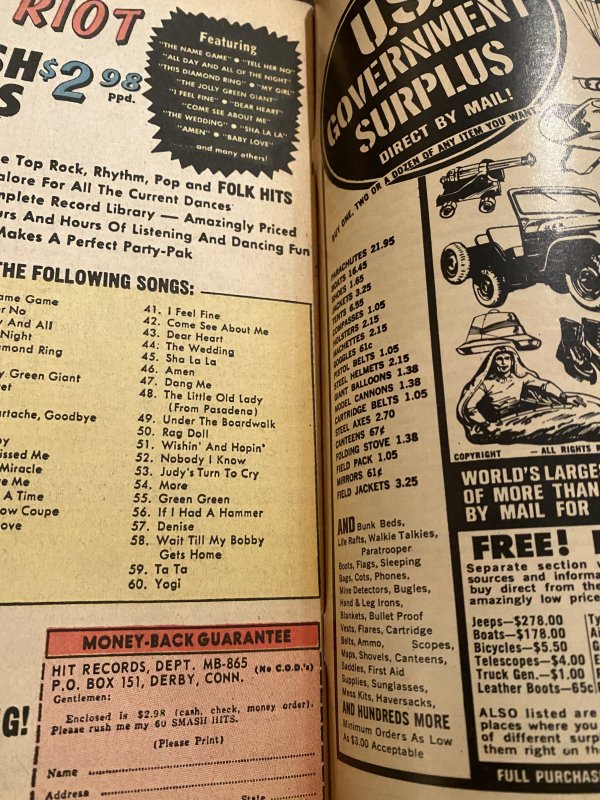 RIOT
SH $2.98
S ppd.
Featuring
"THE NAME GAME" • "TELL HER NO"
"ALL DAY AND ALL OF THE NIGHT"
"THIS DIAMOND RING" • "MY GIRL"
"THE JOLLY GREEN GIANT"
"I FEEL FINE" • "DEAR HEART"
"COME SEE ABOUT ME"
"THE WEDDING" • "SHA LA LA"
"AMEN" • "BABY LOVE"
and many others!
e Top Rock, Rhythm, Pop and FOLK HITS
alore For All The Current Dances
mplete Record Library — Amazingly Priced
urs And Hours Of Listening And Dancing Fun
Makes A Perfect Party-Pak
THE FOLLOWING SONGS:
ame Game
er No
y And All
Night
amond Ring
y Green Giant
et
artache, Goodbye
oy
issed Me
Miracle
e Me
A Time
ow Coupe
ove
41. I Feel Fine
42. Come See About Me
43. Dear Heart
44. The Wedding
45. Sha La La
46. Amen
47. Dang Me
48. The Little Old Lady
(From Pasadena)
49. Under The Boardwalk
50. Rag Doll
51. Wishin' And Hopin'
52. Nobody I Know
53. Judy's Turn To Cry
54. More
55. Green Green
56. If I Had A Hammer
57. Denise
58. Wait Till My Bobby
Gets Home
59. Ta Ta
60. Yogi
G!
MONEY-BACK GUARANTEE
HIT RECORDS, DEPT. MB-865 (No C.O.D.'s)
P.O. BOX 151, DERBY, CONN.
Gentlemen:
Enclosed is $2.98 (cash, check, money order).
Please rush me my 60 SMASH HITS.
(Please Print)
Name
Address
State
U.S.
GOVERNMENT
SURPLUS
DIRECT BY MAIL!
BUY ONE, TWO OR A DOZEN OF ANY ITEM YOU WANT
PARACHUTES 21.95
BOATS 16.45
SHOES 1.65
JACKETS 3.25
TENTS 6.55
COMPASSES 1.05
HOLSTERS 2.15
MACHETTES 2.15
GOGGLES 61¢
PISTOL BELTS 1.05
STEEL HELMETS 2.15
GIANT BALLOONS 1.38
MODEL CANNONS 1.38
CARTRIDGE BELTS 1.05
STEEL AXES 2.70
CANTEENS 67¢
FOLDING STOVE 1.38
FIELD PACK 1.05
MIRRORS 61¢
FIELD JACKETS 3.25
AND Bunk Beds,
Life Rafts, Walkie Talkies,
Paratrooper
Boots, Flags, Sleeping
Bags, Cots, Phones,
Mine Detectors, Bugles,
Hand & Leg Irons,
Blankets, Bullet Proof
Vests, Flares, Cartridge
Belts, Ammo, Scopes,
Maps, Shovels, Canteens,
Saddles, First Aid
Supplies, Sunglasses,
Mess Kits, Haversacks,
AND HUNDREDS MORE
Minimum Orders As Low
As $3.00 Acceptable
COPYRIGHT - ALL RIGHTS
WORLD'S LARGE
OF MORE THAN
BY MAIL FOR
FREE!
Separate section
sources and informa
buy direct from the
amazingly low price
Jeeps—$278.00
Boats—$178.00
Bicycles—$5.50
Telescopes—$4.00
Truck Gen.—$1.00
Leather Boots—65c
ALSO listed are
places where you
of different surp
them right on th
FULL PURCHAS